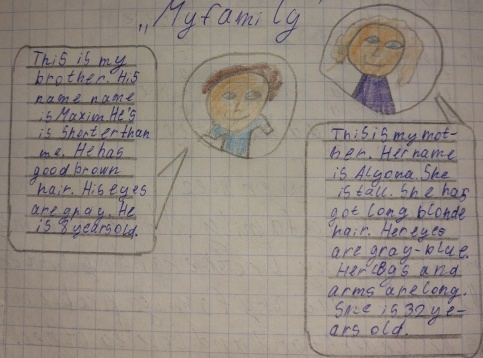 „My family
This is my
brother. His
name name
is Maxim He's
is Shorter than
me. He has
good brown
hair. His eyes
are gray. He
is 8 years old.
This is my mot-
her. Her name
is Alyona. She
is tall. She has
got long blonde
hair. Her eyes
are gray-blue.
Her and
arms are long.
She is 32 ye-
ars old.